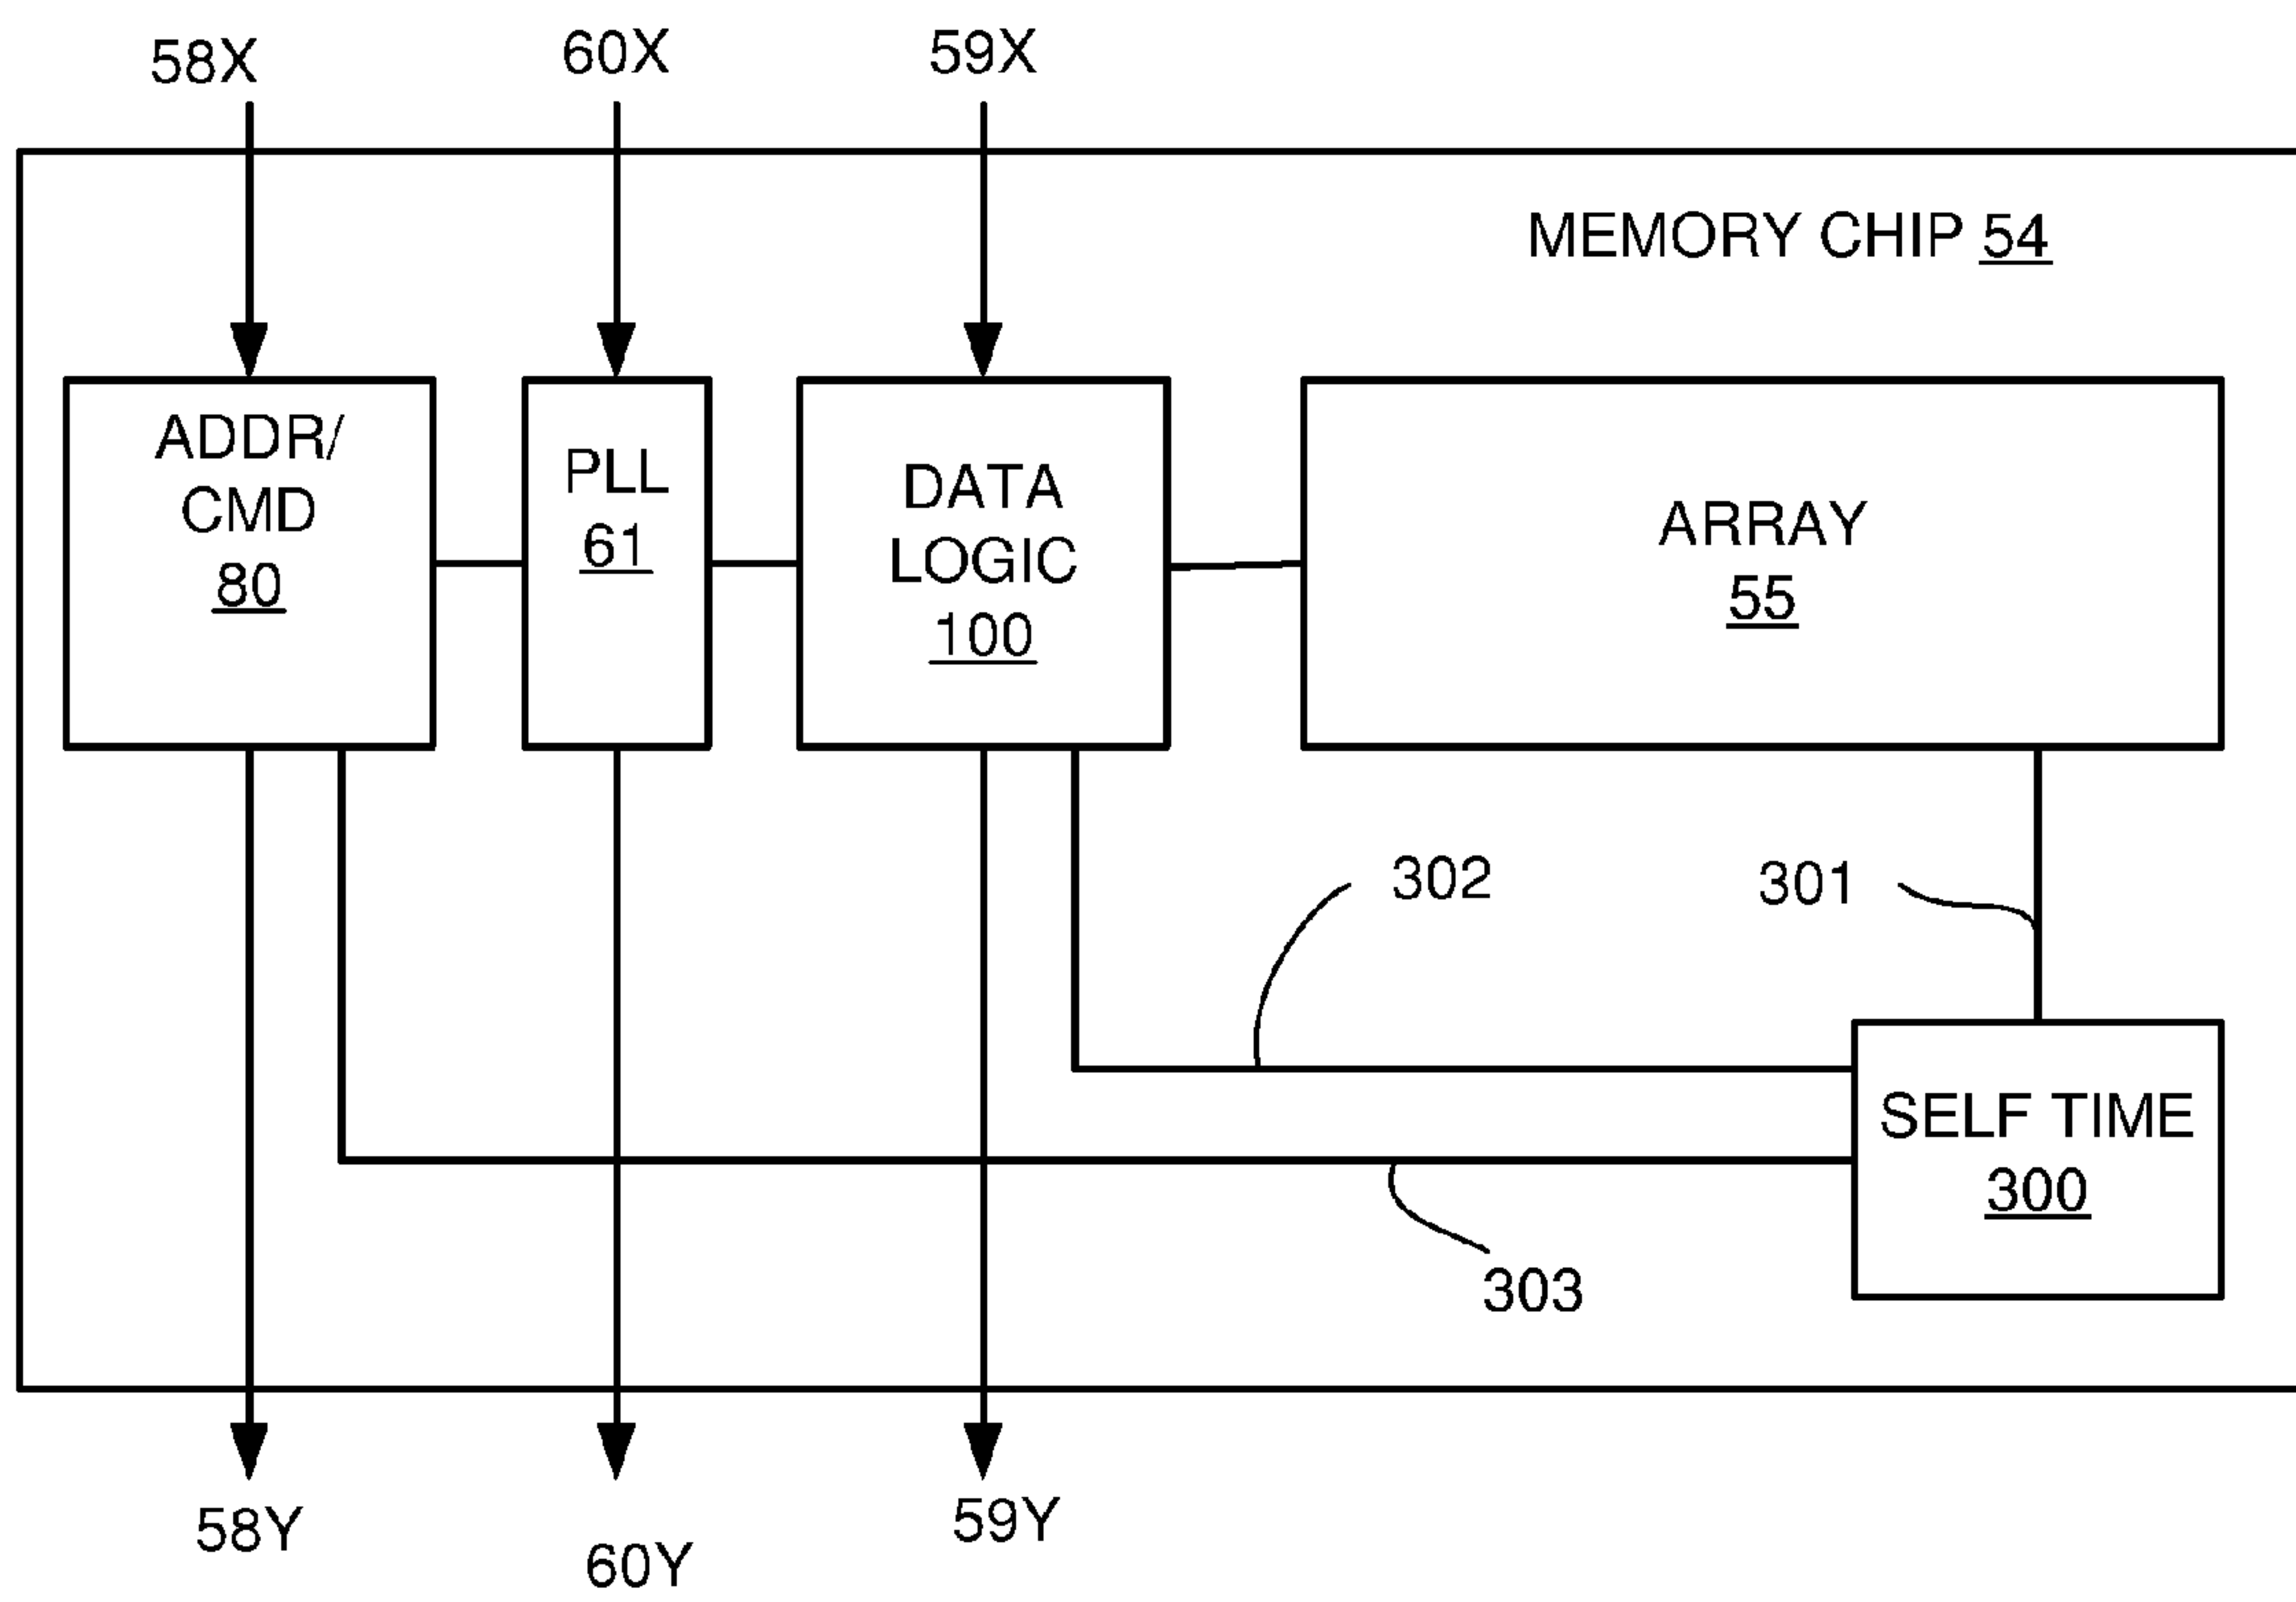 58X
60X
59X
MEMORY CHIP 54
ADDR/
CMD
80
PLL
61
DATA
LOGIC
100
ARRAY
55
302
301
SELF TIME
300
303
58Y
60Y
59Y